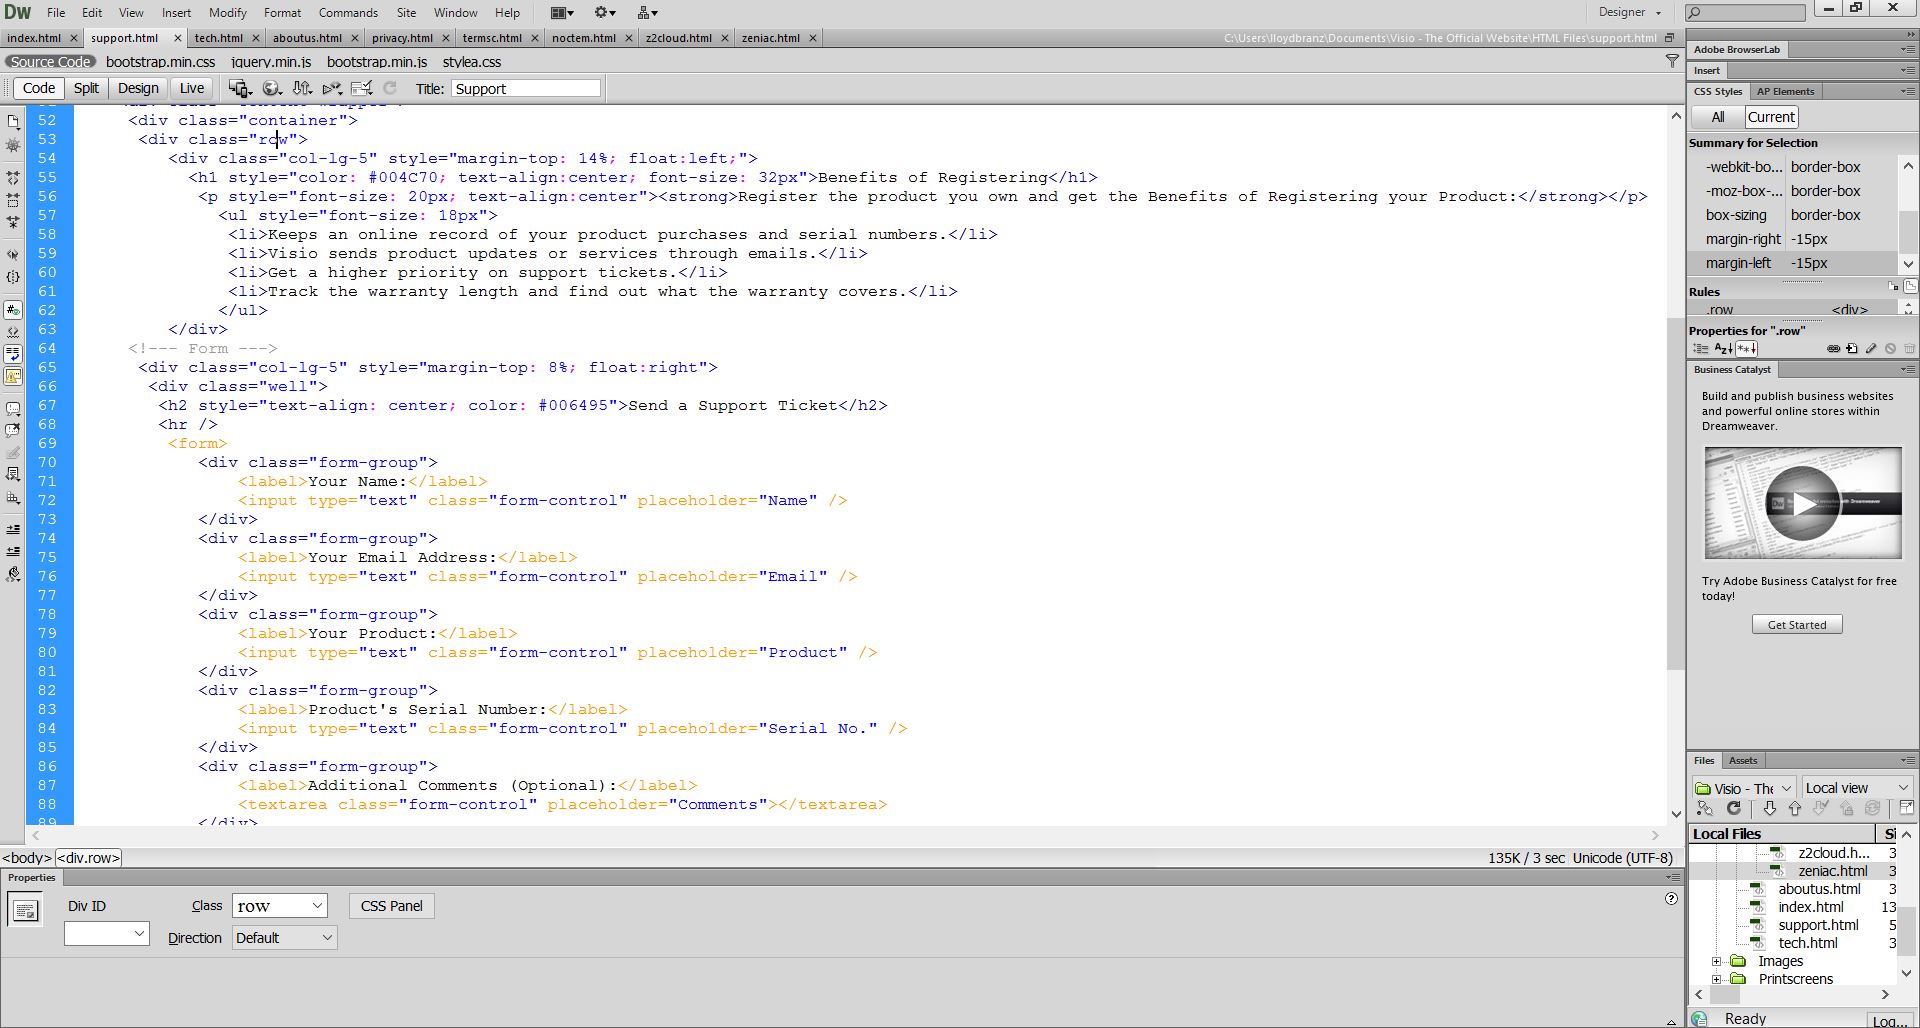 Dw File Edit View Insert Modify Format Commands Site Window Help Designer
index.html support.html tech.html aboutus.html privacy.html termsc.html noctem.html z2cloud.html zeniac.html C:\Users\lloydbranz\Documents\Visio - The Official Website\HTML Files\support.html
Source Code bootstrap.min.css jquery.min.js bootstrap.min.js stylea.css
Code Split Design Live Title: Support
52 <div class="container">
53 <div class="row">
54 <div class="col-lg-5" style="margin-top: 14%; float:left;">
55 <h1 style="color: #004C70; text-align:center; font-size: 32px">Benefits of Registering</h1>
56 <p style="font-size: 20px; text-align:center"><strong>Register the product you own and get the Benefits of Registering your Product:</strong></p>
57 <ul style="font-size: 18px">
58 <li>Keeps an online record of your product purchases and serial numbers.</li>
59 <li>Visio sends product updates or services through emails.</li>
60 <li>Get a higher priority on support tickets.</li>
61 <li>Track the warranty length and find out what the warranty covers.</li>
62 </ul>
63 </div>
64 <!--- Form --->
65 <div class="col-lg-5" style="margin-top: 8%; float:right">
66 <div class="well">
67 <h2 style="text-align: center; color: #006495">Send a Support Ticket</h2>
68 <hr />
69 <form>
70 <div class="form-group">
71 <label>Your Name:</label>
72 <input type="text" class="form-control" placeholder="Name" />
73 </div>
74 <div class="form-group">
75 <label>Your Email Address:</label>
76 <input type="text" class="form-control" placeholder="Email" />
77 </div>
78 <div class="form-group">
79 <label>Your Product:</label>
80 <input type="text" class="form-control" placeholder="Product" />
81 </div>
82 <div class="form-group">
83 <label>Product's Serial Number:</label>
84 <input type="text" class="form-control" placeholder="Serial No." />
85 </div>
86 <div class="form-group">
87 <label>Additional Comments (Optional):</label>
88 <textarea class="form-control" placeholder="Comments"></textarea>
89 </div>
<body> <div.row> 135K / 3 sec Unicode (UTF-8)
Properties
Div ID Class row CSS Panel
Direction Default
Adobe BrowserLab
Insert
CSS Styles AP Elements
All Current
Summary for Selection
-webkit-bo... border-box
-moz-box-... border-box
box-sizing border-box
margin-right -15px
margin-left -15px
Rules
.row <div>
Properties for ".row"
Az
Business Catalyst
Build and publish business websites
and powerful online stores within
Dreamweaver.
Try Adobe Business Catalyst for free
today!
Get Started
Files Assets
Visio - The Local view
Local Files Si
z2cloud.h... 3
zeniac.html 3
aboutus.html 3
index.html 13
support.html 5
tech.html 3
Images
Printscreens
Ready Log...